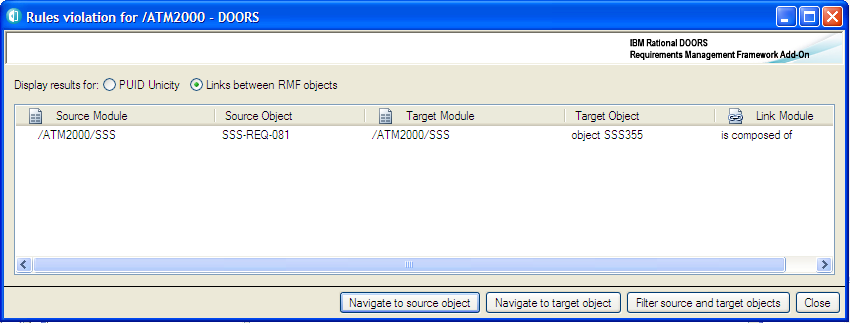 Rules violation for /ATM2000 - DOORS
IBM Rational DOORS
Requirements Management Framework Add-On
Display results for: PUID Unicity Links between RMF objects
Source Module Source Object Target Module Target Object Link Module
/ATM2000/SSS SSS-REQ-081 /ATM2000/SSS object SSS355 is composed of
Navigate to source object Navigate to target object Filter source and target objects Close